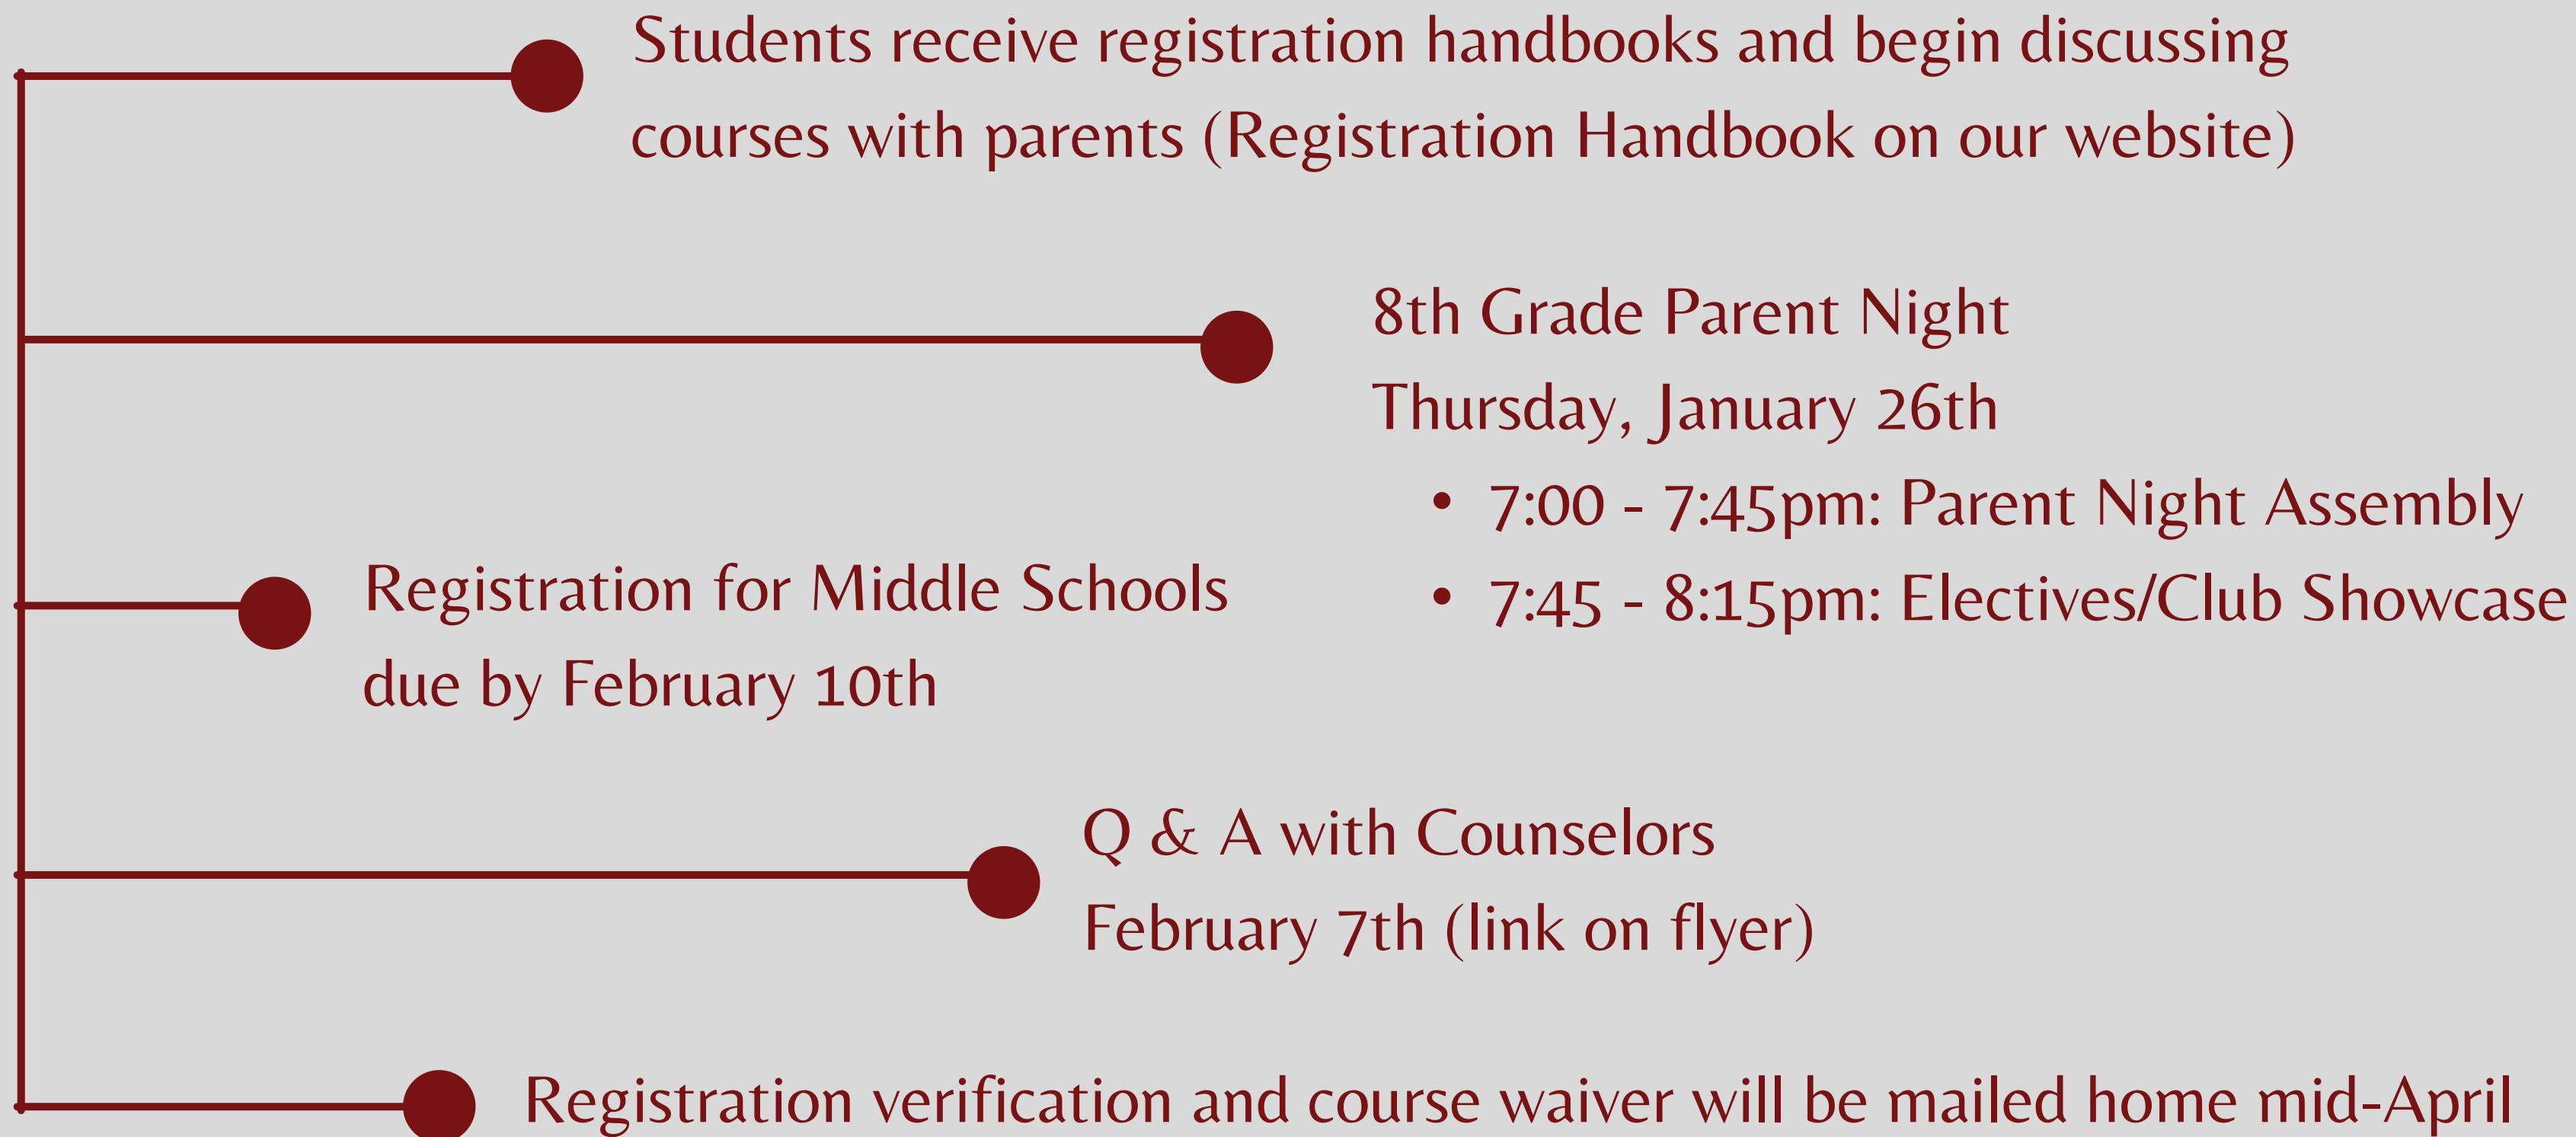 Students receive registration handbooks and begin discussing
courses with parents (Registration Handbook on our website)
8th Grade Parent Night
Thursday, January 26th
• 7:00 - 7:45pm: Parent Night Assembly
• 7:45 - 8:15pm: Electives/Club Showcase
Registration for Middle Schools
due by February 10th
Q & A with Counselors
February 7th (link on flyer)
Registration verification and course waiver will be mailed home mid-April